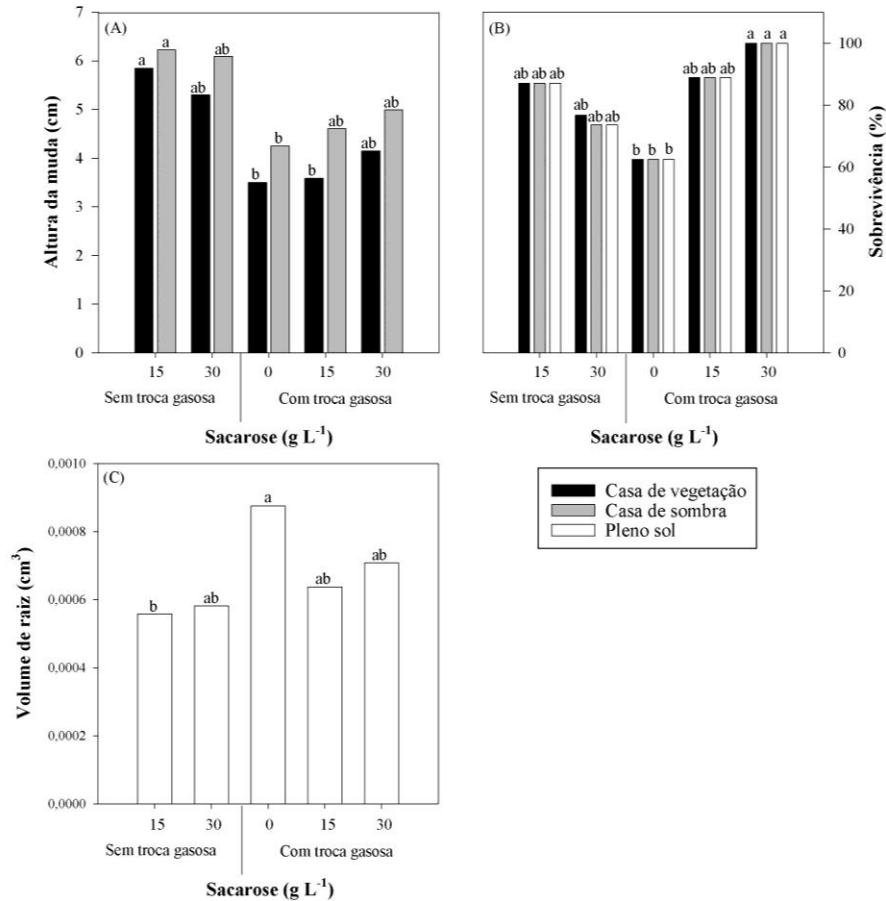 (A)
Altura da muda (cm)
7
6
5
4
3
2
1
0
a a
ab ab
b b
b ab
ab ab
15 30 0 15 30
Sem troca gasosa Com troca gasosa
Sacarose (g L⁻¹)
(B)
Sobrevivência (%)
100
80
60
40
20
0
ab ab ab
ab ab ab
b b b
ab ab ab
a a a
15 30 0 15 30
Sem troca gasosa Com troca gasosa
Sacarose (g L⁻¹)
(C)
Volume de raiz (cm³)
0,0010
0,0008
0,0006
0,0004
0,0002
0,0000
b ab a ab ab
15 30 0 15 30
Sem troca gasosa Com troca gasosa
Sacarose (g L⁻¹)
Casa de vegetação
Casa de sombra
Pleno sol